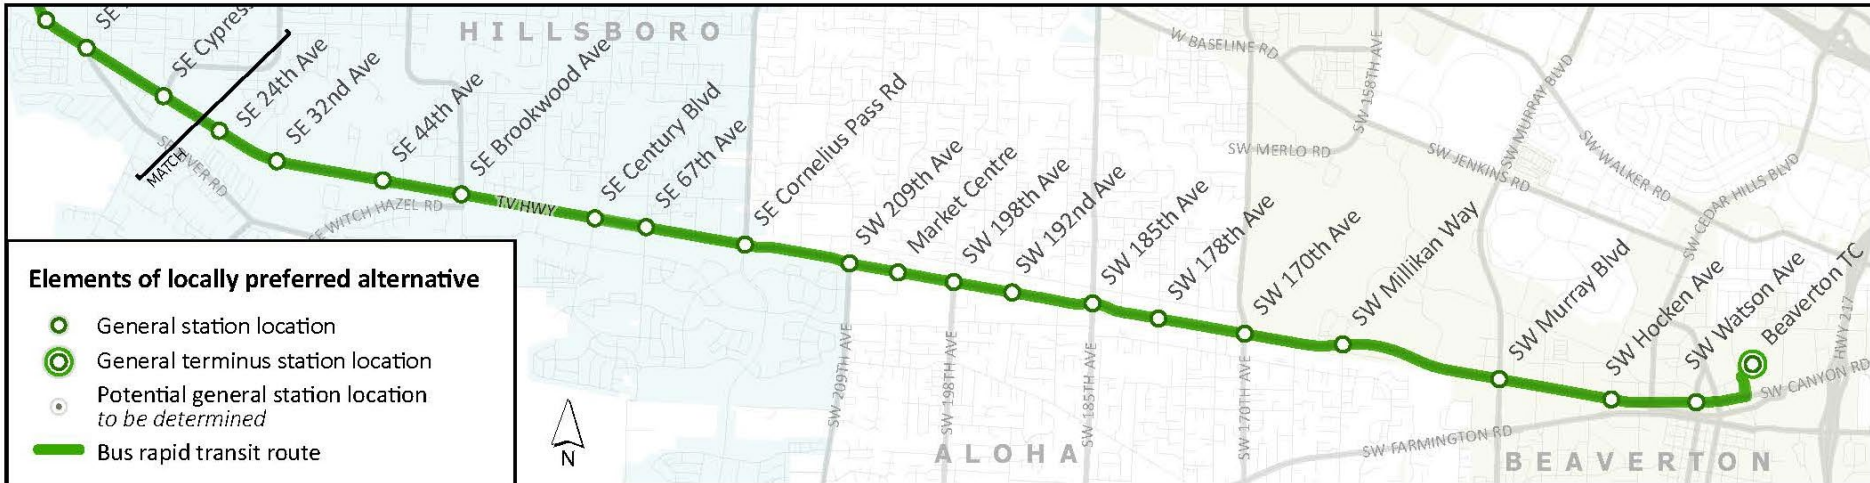 HILLSBORO
SE Cypress
SE 24th Ave
SE 32nd Ave
SE 44th Ave
SE Brookwood Ave
SE Century Blvd
SE 67th Ave
SE Cornelius Pass Rd
SW 209th Ave
Market Centre
SW 198th Ave
SW 192nd Ave
SW 185th Ave
SW 178th Ave
SW 170th Ave
SW Millikan Way
SW Murray Blvd
SW Hocken Ave
SW Watson Ave
Beaverton TC
W BASELINE RD
SW 158TH AVE
SW MURRAY BLVD
SW MERLO RD
SW JENKINS RD
SW WALKER RD
SW CEDAR HILLS BLVD
HWY 217
SW CANYON RD
MATCH
SE RIVER RD
SE WITCH HAZEL RD
TV HWY
SW 209TH AVE
SW 198TH AVE
SW 185TH AVE
SW 170TH AVE
SW FARMINGTON RD
ALOHA
BEAVERTON
Elements of locally preferred alternative
General station location
General terminus station location
Potential general station location
to be determined
Bus rapid transit route
N